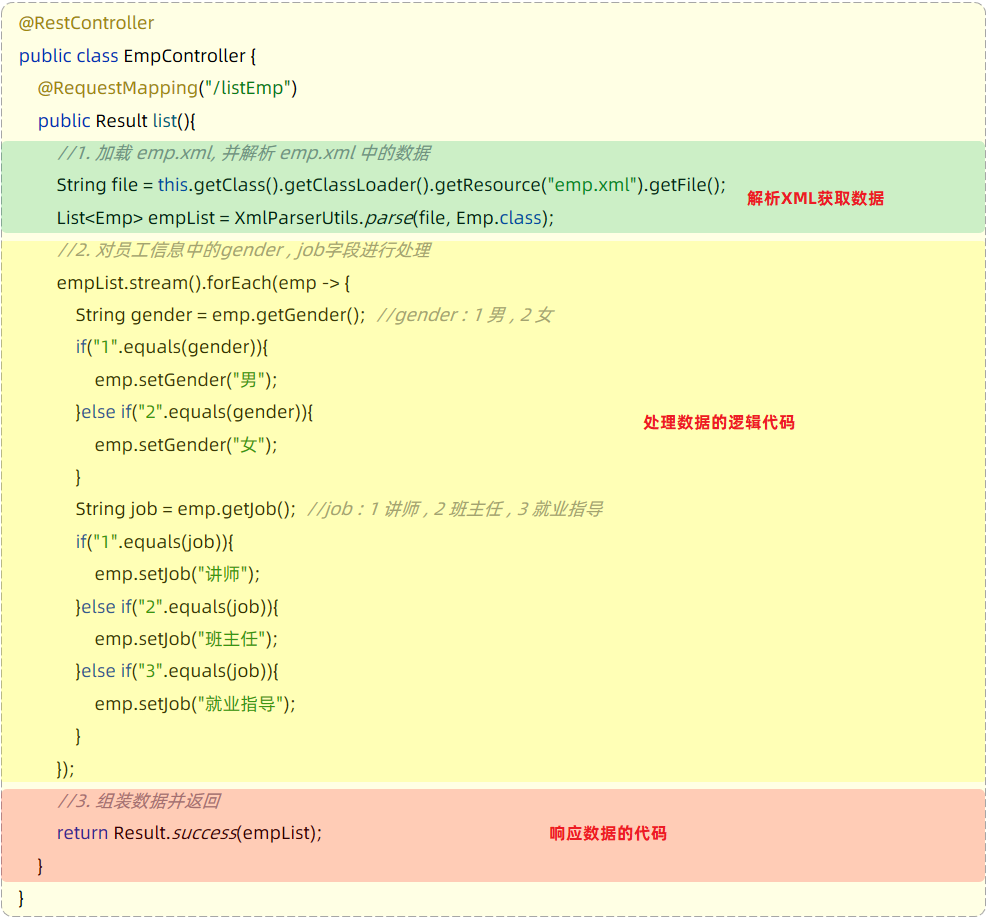 @RestController
public class EmpController {
@RequestMapping("/listEmp")
public Result list(){
//1. 加载 emp.xml, 并解析 emp.xml 中的数据
String file = this.getClass().getClassLoader().getResource("emp.xml").getFile();
解析XML获取数据
List<Emp> empList = XmlParserUtils.parse(file, Emp.class);
//2. 对员工信息中的gender , job字段进行处理
empList.stream().forEach(emp -> {
String gender = emp.getGender(); //gender : 1 男 , 2 女
if("1".equals(gender)){
emp.setGender("男");
}else if("2".equals(gender)){
处理数据的逻辑代码
emp.setGender("女");
}
String job = emp.getJob(); //job : 1 讲师 , 2 班主任 , 3 就业指导
if("1".equals(job)){
emp.setJob("讲师");
}else if("2".equals(job)){
emp.setJob("班主任");
}else if("3".equals(job)){
emp.setJob("就业指导");
}
});
//3. 组装数据并返回
return Result.success(empList); 响应数据的代码
}
}